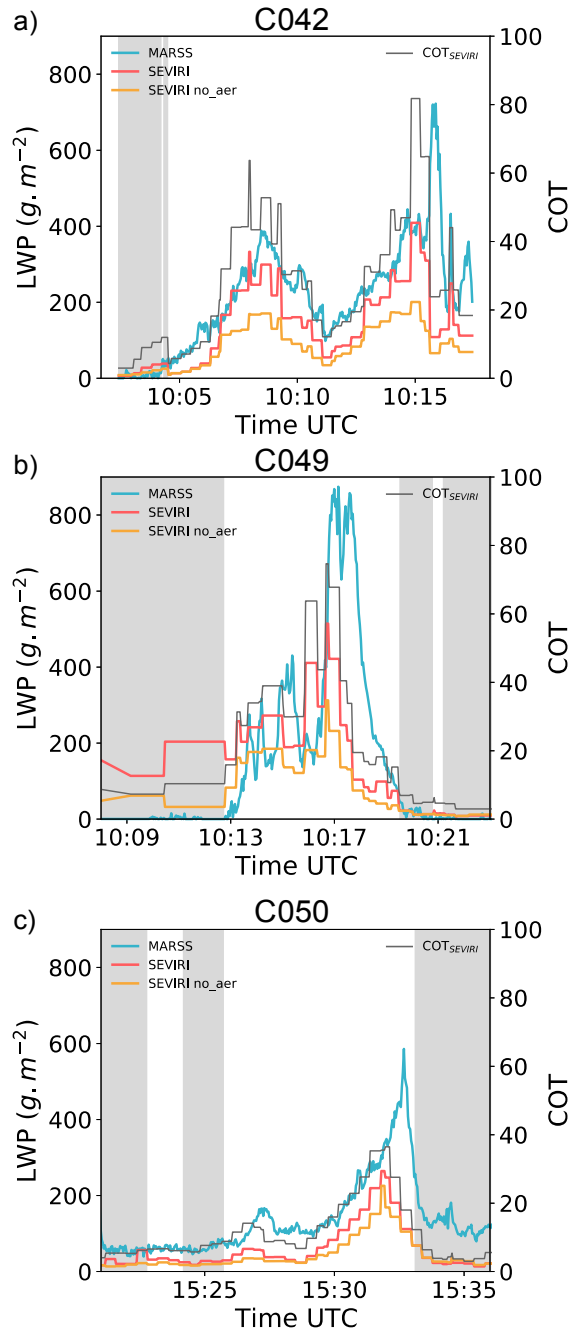 a)
C042
MARSS
SEVIRI
SEVIRI no_aer
COT_SEVIRI
LWP (g.m⁻²)
800
600
400
200
0
COT
100
80
60
40
20
0
10:05 10:10 10:15
Time UTC
b)
C049
MARSS
SEVIRI
SEVIRI no_aer
COT_SEVIRI
LWP (g.m⁻²)
800
600
400
200
0
COT
100
80
60
40
20
0
10:09 10:13 10:17 10:21
Time UTC
c)
C050
MARSS
SEVIRI
SEVIRI no_aer
COT_SEVIRI
LWP (g.m⁻²)
800
600
400
200
0
COT
100
80
60
40
20
0
15:25 15:30 15:35
Time UTC